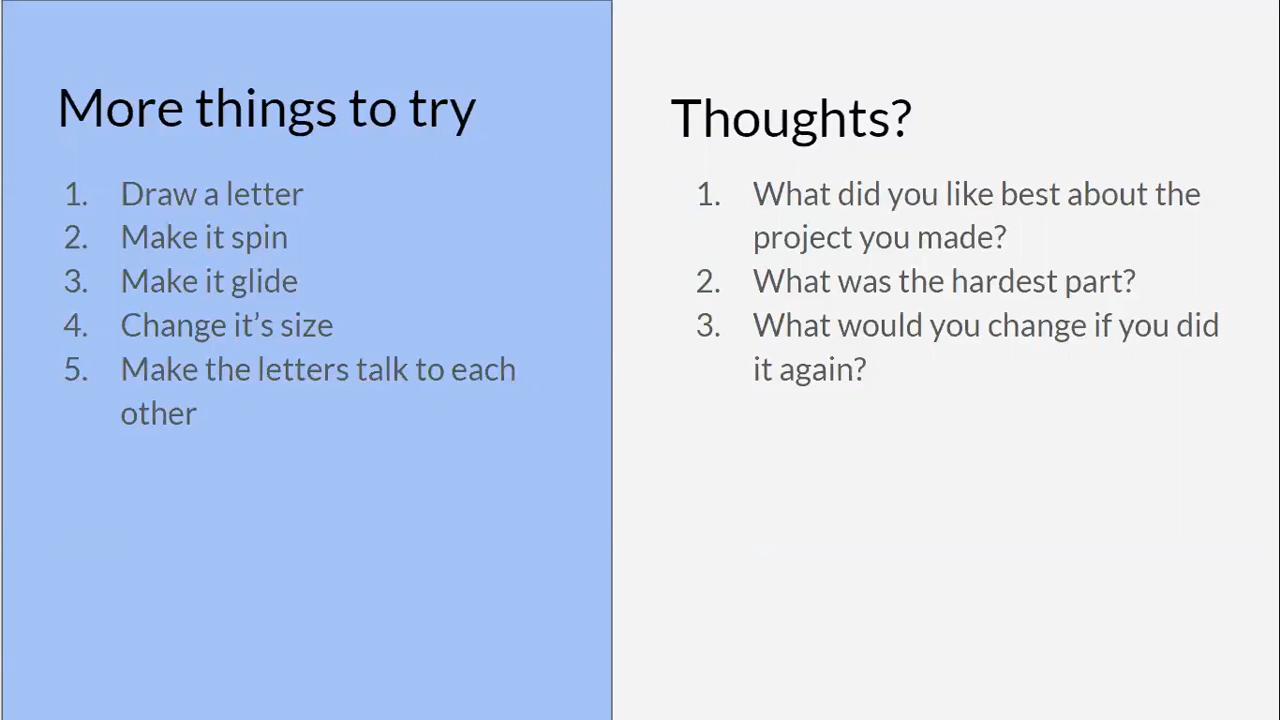 More things to try
1. Draw a letter
2. Make it spin
3. Make it glide
4. Change it’s size
5. Make the letters talk to each
other
Thoughts?
1. What did you like best about the
project you made?
2. What was the hardest part?
3. What would you change if you did
it again?